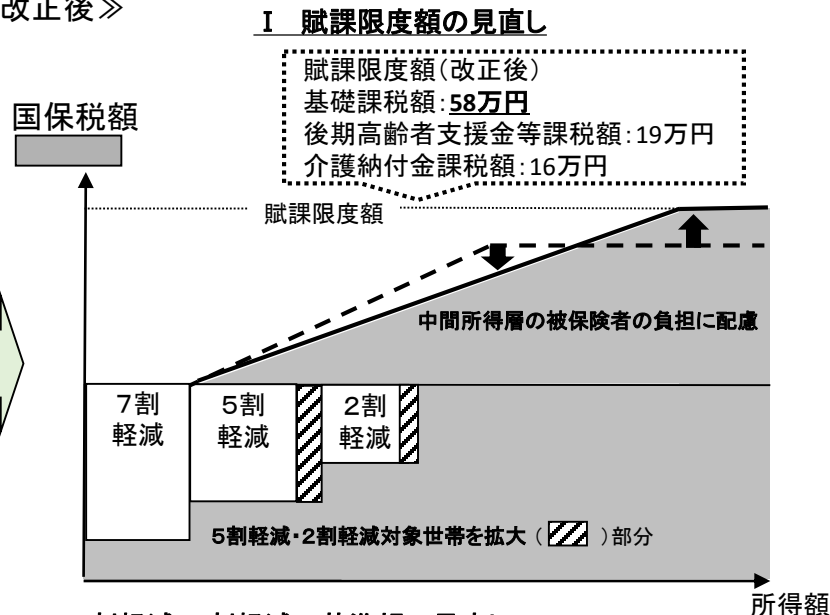 改正後≫
Ⅰ 賦課限度額の見直し
賦課限度額（改正後）
基礎課税額：58万円
後期高齢者支援金等課税額：19万円
介護納付金課税額：16万円
国保税額
賦課限度額
中間所得層の被保険者の負担に配慮
7割
軽減
5割
軽減
2割
軽減
5割軽減・2割軽減対象世帯を拡大（ ）部分
所得額